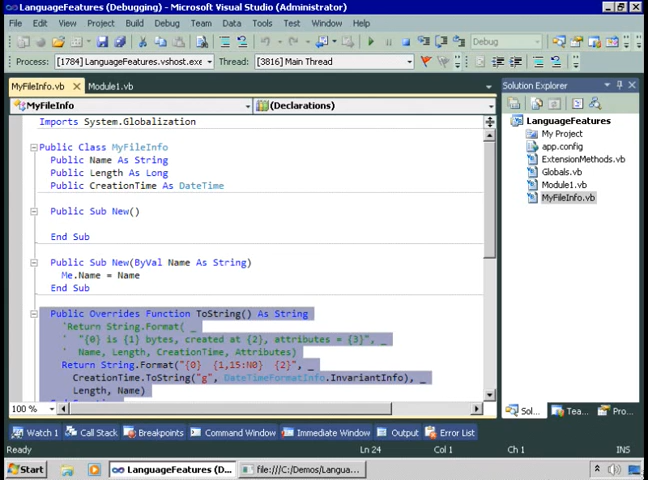 LanguageFeatures (Debugging) - Microsoft Visual Studio (Administrator)
File Edit View Project Build Debug Team Data Tools Test Window Help
Debug
Process: [1784] LanguageFeatures.vshost.exe Thread: [3816] Main Thread
MyFileInfo.vb Module1.vb
MyFileInfo (Declarations)
Imports System.Globalization
Public Class MyFileInfo
Public Name As String
Public Length As Long
Public CreationTime As DateTime
Public Sub New()
End Sub
Public Sub New(ByVal Name As String)
Me.Name = Name
End Sub
Public Overrides Function ToString() As String
'Return String.Format( _
' "{0} is {1} bytes, created at {2}, attributes = {3}", _
' Name, Length, CreationTime, Attributes)
Return String.Format("{0} {1,15:N0} {2}", _
CreationTime.ToString("g", DateTimeFormatInfo.InvariantInfo), _
Length, Name)
100 %
Solution Explorer
LanguageFeatures
My Project
app.config
ExtensionMethods.vb
Globals.vb
Module1.vb
MyFileInfo.vb
Sol... Tea... Pro...
Watch 1 Call Stack Breakpoints Command Window Immediate Window Output Error List
Ready Ln 24 Col 1 Ch 1 INS
Start LanguageFeatures (D... file:///C:/Demos/Langua...